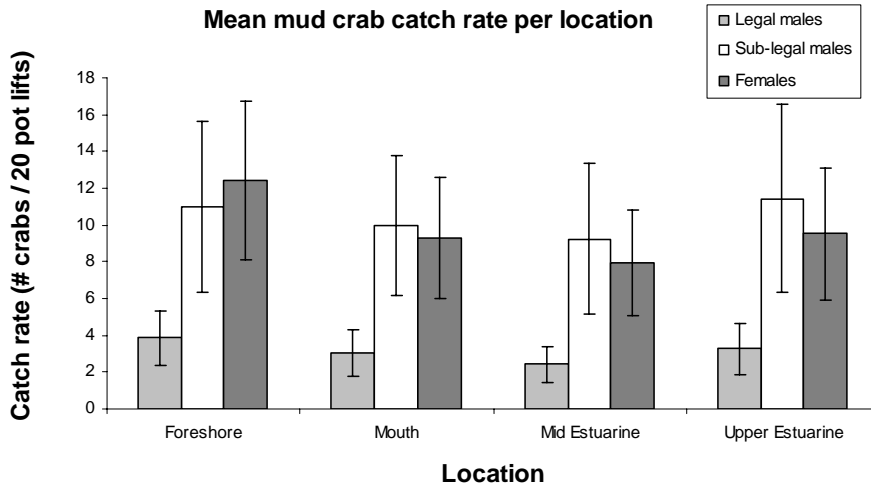 Mean mud crab catch rate per location
Legal males
Sub-legal males
Females
Catch rate (# crabs / 20 pot lifts)
18
16
14
12
10
8
6
4
2
0
Foreshore
Mouth
Mid Estuarine
Upper Estuarine
Location